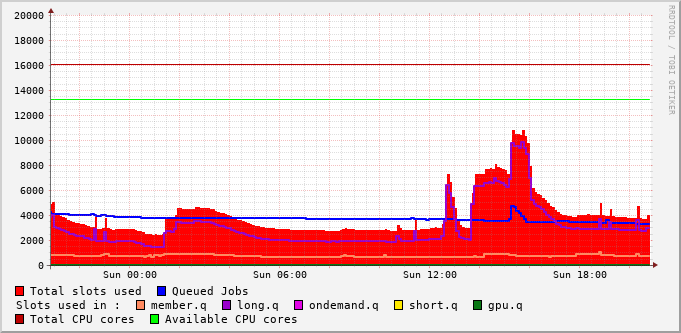 RRDTOOL / TOBI OETIKER
20000
18000
16000
14000
12000
10000
8000
6000
4000
2000
0
Sun 00:00 Sun 06:00 Sun 12:00 Sun 18:00
Total slots used Queued Jobs
Slots used in : member.q long.q ondemand.q short.q gpu.q
Total CPU cores Available CPU cores